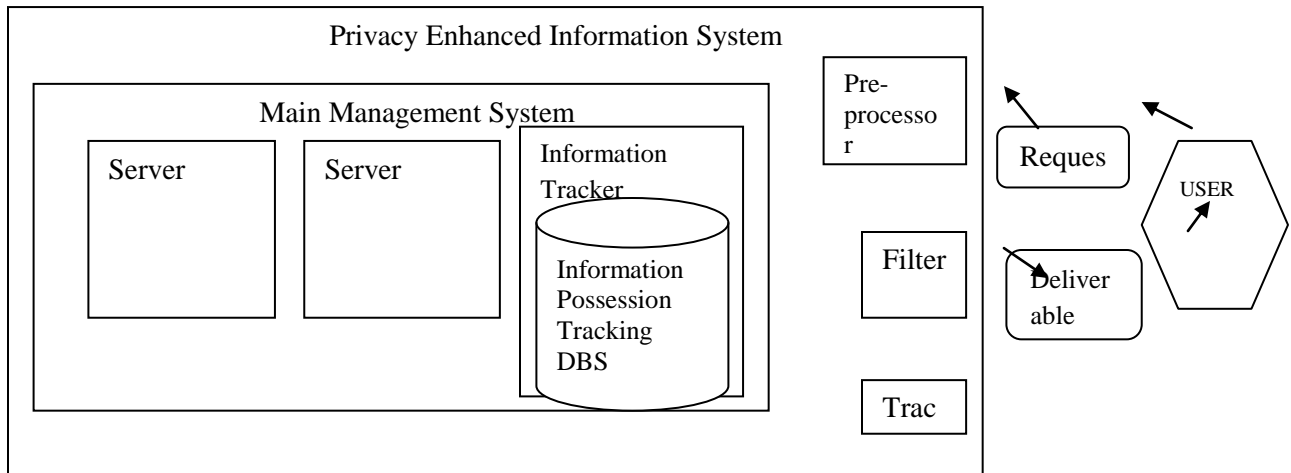 Privacy Enhanced Information System
Main Management System
Server
Server
Information
Tracker
Information
Possession
Tracking
DBS
Pre-
processo
r
Filter
Trac
Reques
Deliver
able
USER